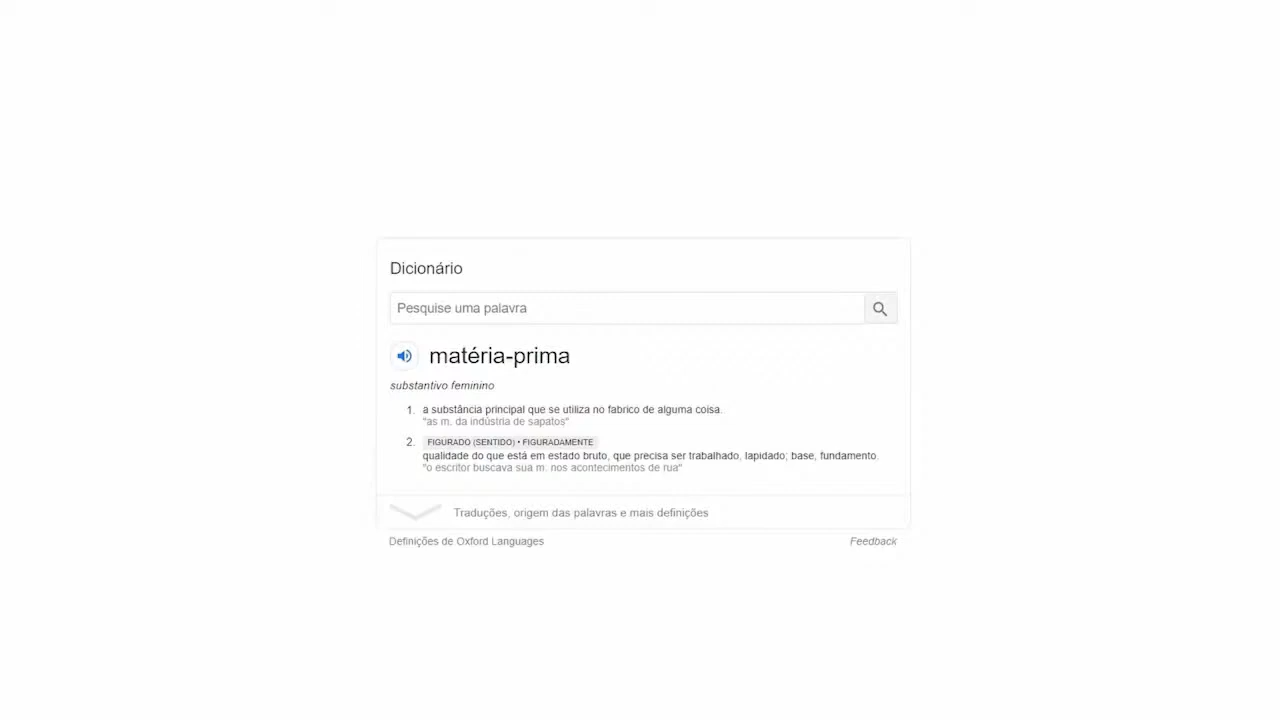 Dicionário
Pesquise uma palavra
matéria-prima
substantivo feminino
1. a substância principal que se utiliza no fabrico de alguma coisa.
"as m. da indústria de sapatos"
2. FIGURADO (SENTIDO) • FIGURADAMENTE
qualidade do que está em estado bruto, que precisa ser trabalhado, lapidado; base, fundamento.
"o escritor buscava sua m. nos acontecimentos de rua"
Traduções, origem das palavras e mais definições
Definições de Oxford Languages
Feedback